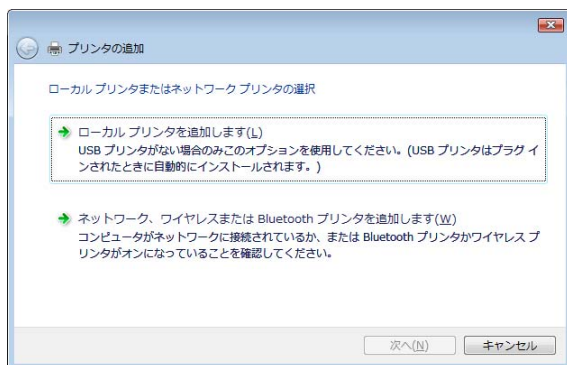 プリンタの追加
ローカル プリンタまたはネットワーク プリンタの選択
ローカル プリンタを追加します(L)
USB プリンタがない場合のみこのオプションを使用してください。(USB プリンタはプラグ イ
ンされたときに自動的にインストールされます。)
ネットワーク、ワイヤレスまたは Bluetooth プリンタを追加します(W)
コンピュータがネットワークに接続されているか、または Bluetooth プリンタかワイヤレス プ
リンタがオンになっていることを確認してください。
次へ(N) キャンセル